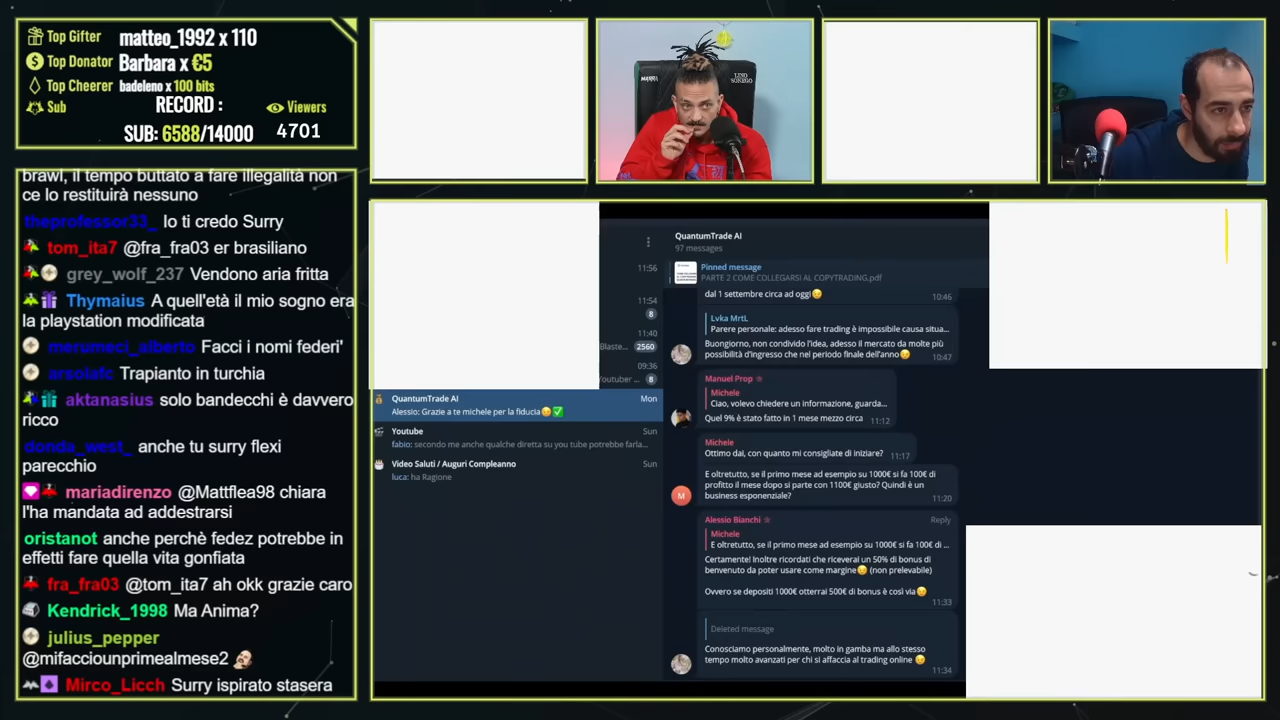 Top Gifter matteo_1992 x 110
Top Donator Barbara x €5
Top Cheerer badeleno x 100 bits
Sub RECORD : Viewers
SUB: 6588/14000 4701
brawl, il tempo buttato a fare illegalità non
ce lo restituirà nessuno
theprofessor33_ Io ti credo Surry
tom_ita7 @fra_fra03 er brasiliano
grey_wolf_237 Vendono aria fritta
Thymaius A quell'età il mio sogno era
la playstation modificata
merumeci_alberto Facci i nomi federi'
arsolafc Trapianto in turchia
aktanasius solo bandecchi è davvero
ricco
donda_west_ anche tu surry flexi
parecchio
mariadirenzo @Mattflea98 chiara
l'ha mandata ad addestrarsi
oristanot anche perchè fedez potrebbe in
effetti fare quella vita gonfiata
fra_fra03 @tom_ita7 ah okk grazie caro
Kendrick_1998 Ma Anima?
julius_pepper
@mifacciounprimealmese2
Mirco_Licch Surry ispirato stasera
MARRA
LINO
SONEGO
11:56
11:54
8
11:40
Blaste... 2560
09:36
Youtuber ... 8
QuantumTrade AI Mon
Alessio: Grazie a te michele per la fiducia
Youtube Sun
fabio: secondo me anche qualche diretta su you tube potrebbe farla...
Video Saluti / Auguri Compleanno Sun
luca: ha Ragione
QuantumTrade AI
97 messages
Pinned message
PARTE 2 COME COLLEGARSI AL COPYTRADING.pdf
dal 1 settembre circa ad oggi 10:46
Lvka MrtL
Parere personale: adesso fare trading è impossibile causa situa...
Buongiorno, non condivido l'idea, adesso il mercato da molte più
possibilità d'ingresso che nel periodo finale dell'anno 10:47
Manuel Prop
Michele
Ciao, volevo chiedere un informazione, guarda...
Quel 9% è stato fatto in 1 mese mezzo circa 11:12
Michele
Ottimo dai, con quanto mi consigliate di iniziare? 11:17
E oltretutto, se il primo mese ad esempio su 1000€ si fa 100€ di
profitto il mese dopo si parte con 1100€ giusto? Quindi è un
business esponenziale? 11:20
M
Alessio Bianchi Reply
Michele
E oltretutto, se il primo mese ad esempio su 1000€ si fa 100€ di ...
Certamente! Inoltre ricordati che riceverai un 50% di bonus di
benvenuto da poter usare come margine (non prelevabile)
Ovvero se depositi 1000€ otterrai 500€ di bonus è così via
11:33
Deleted message
Conosciamo personalmente, molto in gamba ma allo stesso
tempo molto avanzati per chi si affaccia al trading online 11:34